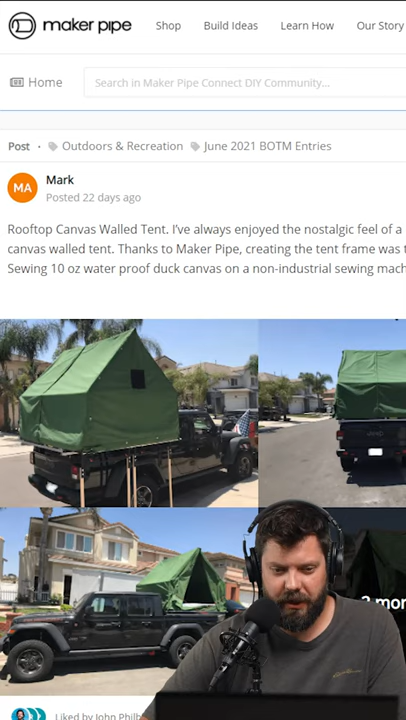 maker pipe
Shop Build Ideas Learn How Our Story
Home
Search in Maker Pipe Connect DIY Community...
Post · Outdoors & Recreation June 2021 BOTM Entries
MA
Mark
Posted 22 days ago
Rooftop Canvas Walled Tent. I've always enjoyed the nostalgic feel of a
canvas walled tent. Thanks to Maker Pipe, creating the tent frame was
Sewing 10 oz water proof duck canvas on a non-industrial sewing
Liked by John